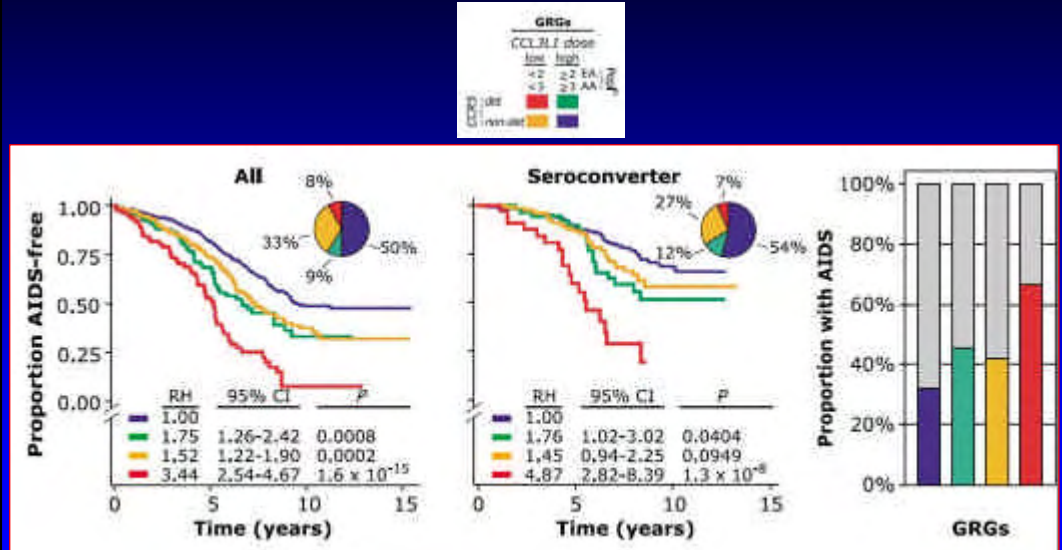 GRGs
CCL3L1 dose
low high
<2 ≥2 EA
<3 ≥3 AA
CCR5
det
non-det
All
8%
33%
50%
9%
Proportion AIDS-free
1.00
0.75
0.50
0.25
0.00
RH 95% CI P
1.00
1.75 1.26-2.42 0.0008
1.52 1.22-1.90 0.0002
3.44 2.54-4.67 1.6 x 10⁻¹⁵
0 5 10 15
Time (years)
Seroconverter
7%
27%
12%
54%
RH 95% CI P
1.00
1.76 1.02-3.02 0.0404
1.45 0.94-2.25 0.0949
4.87 2.82-8.39 1.3 x 10⁻⁸
0 5 10 15
Time (years)
Proportion with AIDS
100%
80%
60%
40%
20%
0%
GRGs